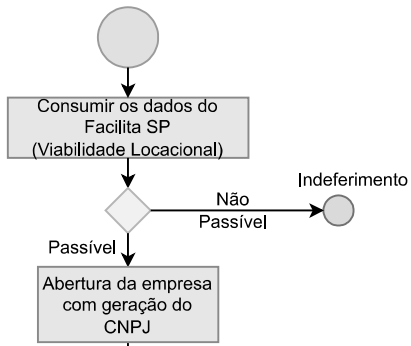 Consumir os dados do
Facilita SP
(Viabilidade Locacional)
Indeferimento
Não
Passível
Passível
Abertura da empresa
com geração do
CNPJ